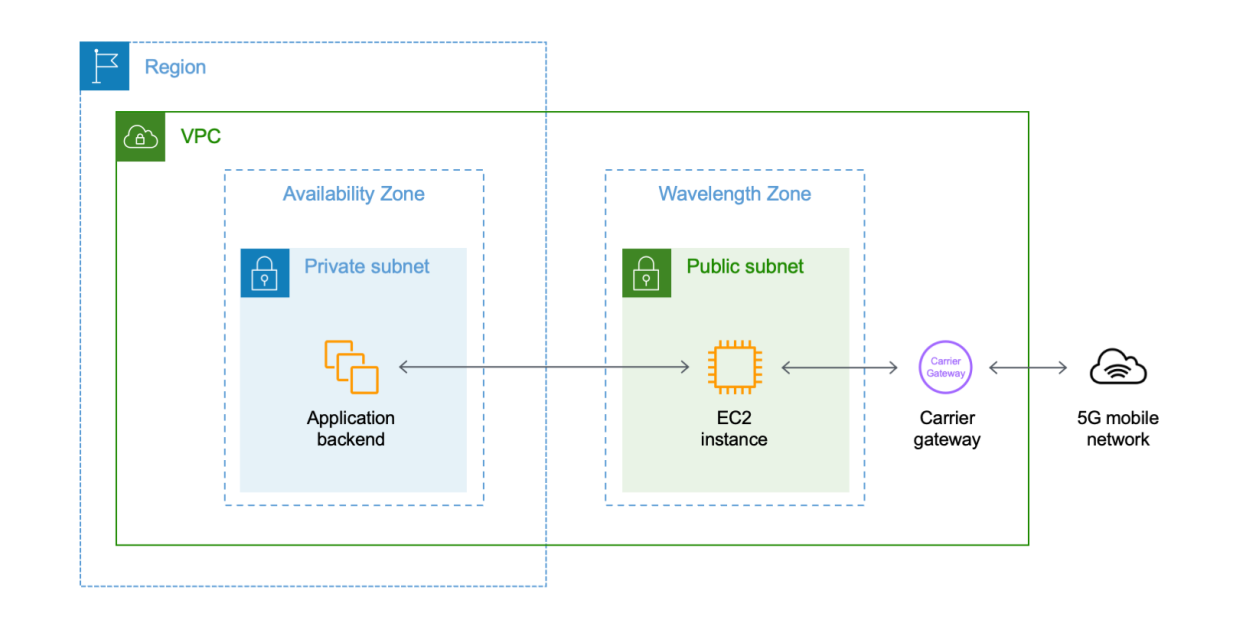 Region
VPC
Availability Zone
Wavelength Zone
Private subnet
Public subnet
Carrier
Gateway
Application
backend
EC2
instance
Carrier
gateway
5G mobile
network